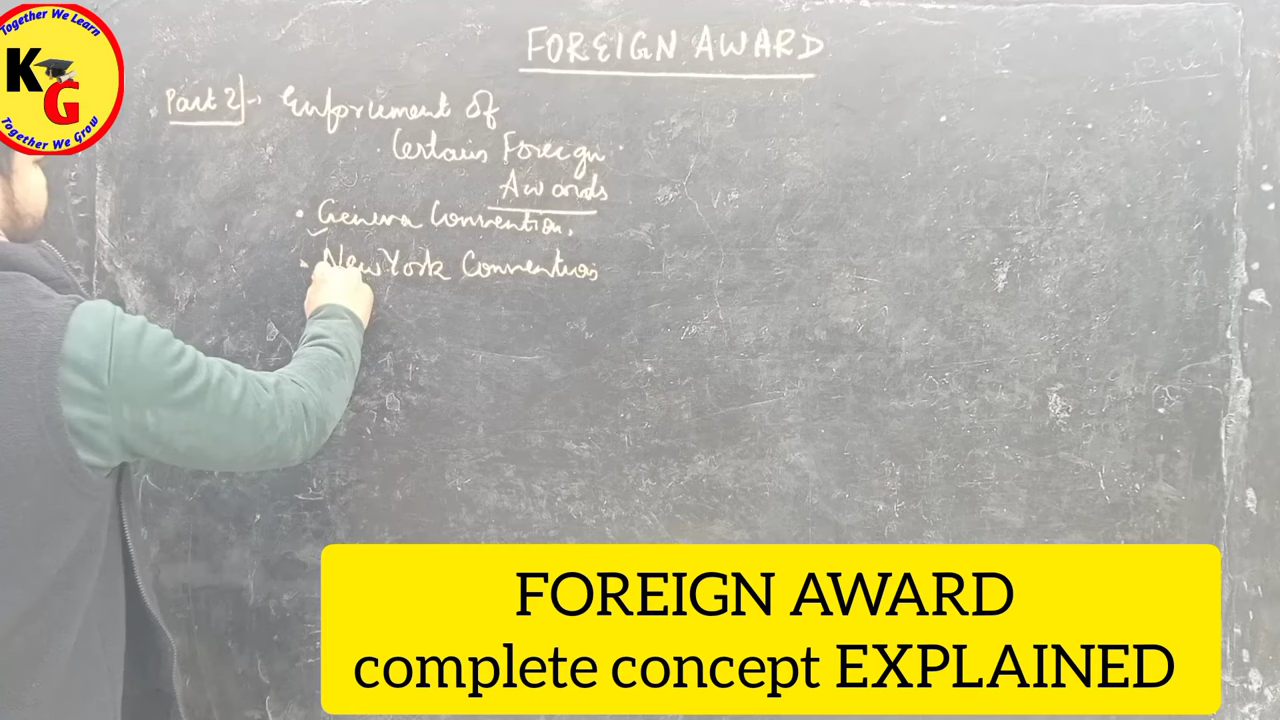 Together We Learn
KG
Together We Grow
FOREIGN AWARD
Part 2 :- Enforcement of
Certain Foreign
Awards
• Geneva Convention.
• New York Convention
FOREIGN AWARD
complete concept EXPLAINED